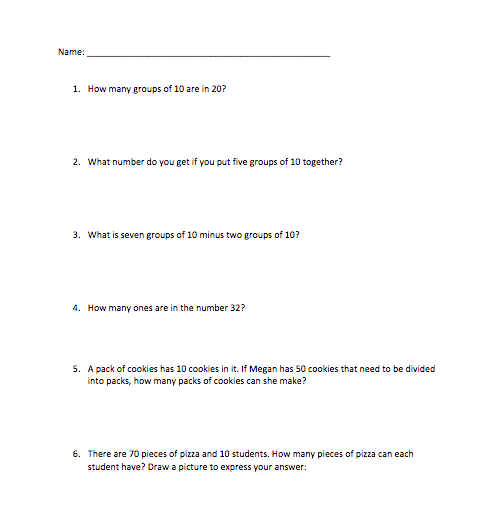 Name: ______________________________________________
1. How many groups of 10 are in 20?
2. What number do you get if you put five groups of 10 together?
3. What is seven groups of 10 minus two groups of 10?
4. How many ones are in the number 32?
5. A pack of cookies has 10 cookies in it. If Megan has 50 cookies that need to be divided
into packs, how many packs of cookies can she make?
6. There are 70 pieces of pizza and 10 students. How many pieces of pizza can each
student have? Draw a picture to express your answer: